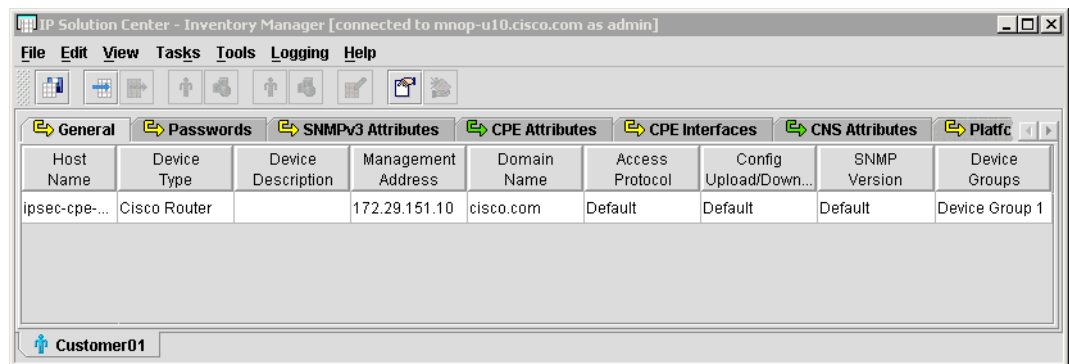 IP Solution Center - Inventory Manager [connected to mnop-u10.cisco.com as admin]
File Edit View Tasks Tools Logging Help
General Passwords SNMPv3 Attributes CPE Attributes CPE Interfaces CNS Attributes Platfc
Host Name Device Type Device Description Management Address Domain Name Access Protocol Config Upload/Down... SNMP Version Device Groups
ipsec-cpe-... Cisco Router 172.29.151.10 cisco.com Default Default Default Device Group 1
Customer01